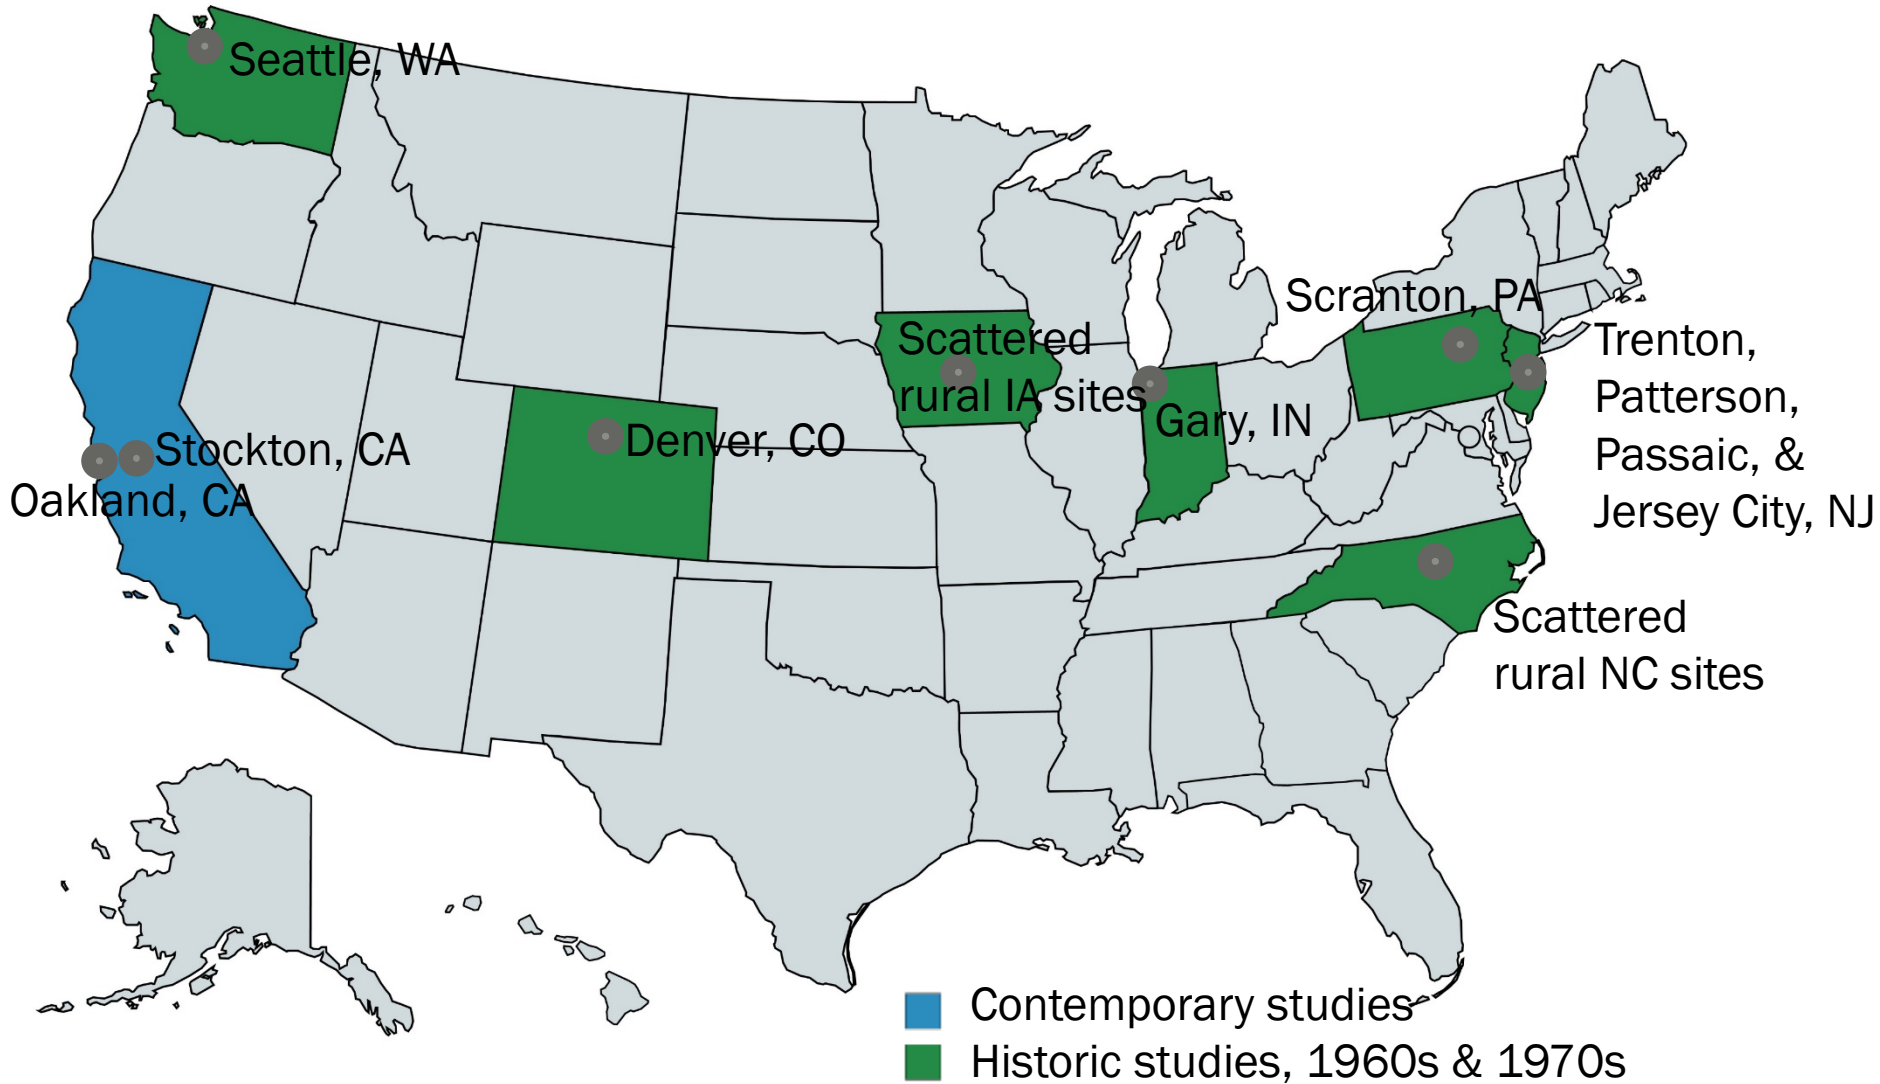 Seattle, WA
Scranton, PA
Scattered
rural IA sites
Trenton,
Patterson,
Passaic, &
Jersey City, NJ
Gary, IN
Denver, CO
Stockton, CA
Oakland, CA
Scattered
rural NC sites
Contemporary studies
Historic studies, 1960s & 1970s